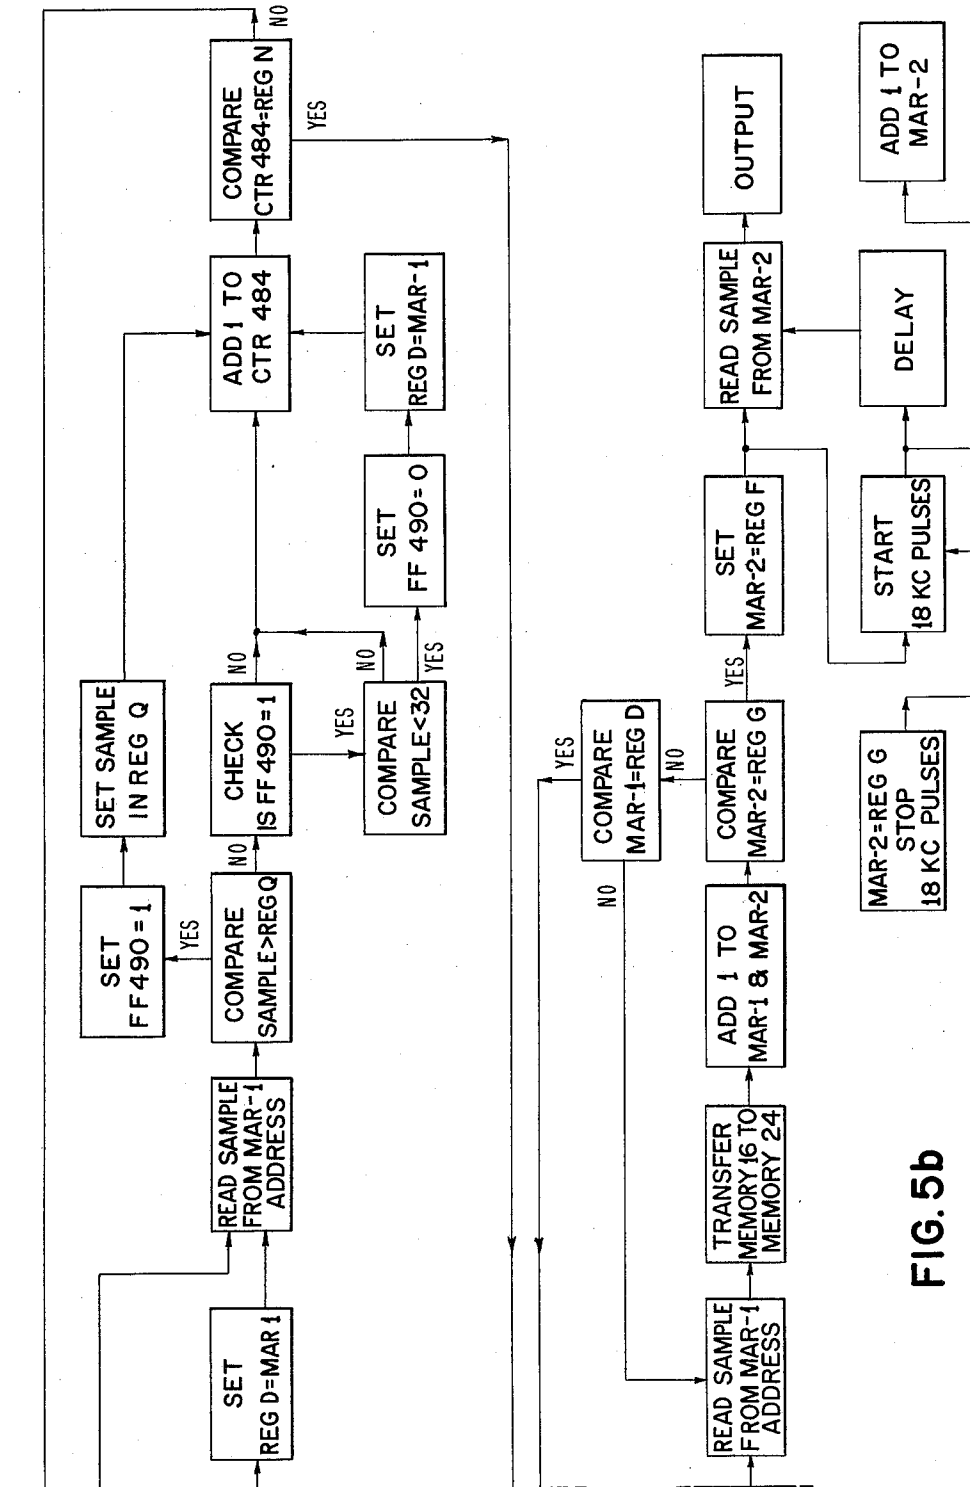 SET
REG D=MAR 1
READ SAMPLE
FROM MAR-1
ADDRESS
COMPARE
SAMPLE>REG Q
YES
NO
SET
FF490=1
SET SAMPLE
IN REG Q
CHECK
IS FF 490=1
NO
YES
COMPARE
SAMPLE<32
NO
YES
SET
FF 490=0
SET
REG D=MAR-1
ADD 1 TO
CTR 484
COMPARE
CTR 484=REG N
NO
YES
READ SAMPLE
FROM MAR-1
ADDRESS
TRANSFER
MEMORY 16 TO
MEMORY 24
ADD 1 TO
MAR-1 & MAR-2
COMPARE
MAR-2=REG G
NO
YES
COMPARE
MAR-1=REG D
NO
YES
SET
MAR-2=REG F
READ SAMPLE
FROM MAR-2
OUTPUT
MAR-2=REG G
STOP
18 KC PULSES
START
18 KC PULSES
DELAY
ADD 1 TO
MAR-2
FIG. 5b